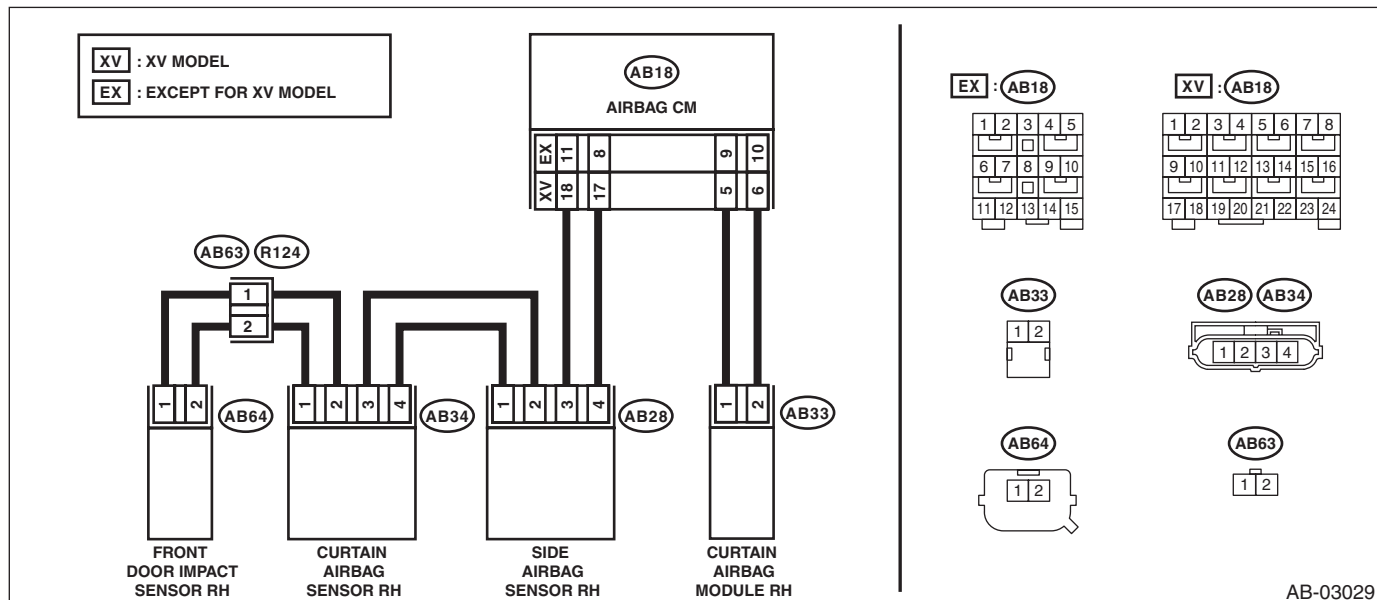 XV : XV MODEL
EX : EXCEPT FOR XV MODEL
AB18
AIRBAG CM
EX 11 8 9 10
XV 18 17 5 6
AB63 R124
1
2
1 2 AB64
1 2 3 4 AB34
1 2 3 4 AB28
1 2 AB33
FRONT
DOOR IMPACT
SENSOR RH
CURTAIN
AIRBAG
SENSOR RH
SIDE
AIRBAG
SENSOR RH
CURTAIN
AIRBAG
MODULE RH
EX : AB18
1 2 3 4 5
6 7 8 9 10
11 12 13 14 15
XV : AB18
1 2 3 4 5 6 7 8
9 10 11 12 13 14 15 16
17 18 19 20 21 22 23 24
AB33
1 2
AB28 AB34
1 2 3 4
AB64
1 2
AB63
1 2
AB-03029